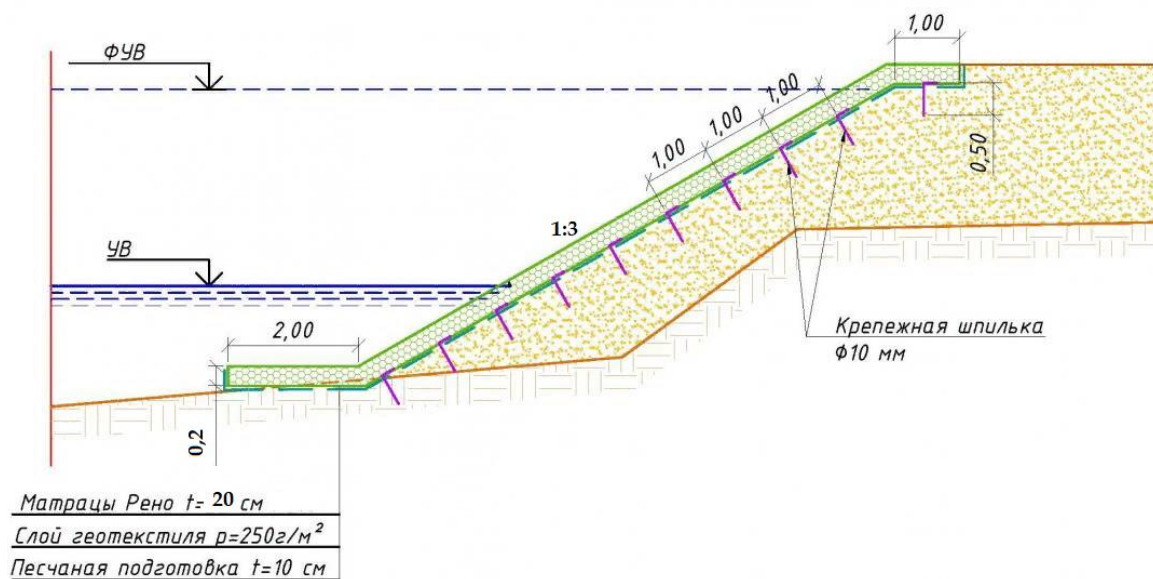 1,00
ФУВ
1,00
1,00
1,00
0,50
1:3
УВ
2,00
Крепежная шпилька
Ф10 мм
0,2
Матрацы Рено t= 20 см
Слой геотекстиля p=250г/м²
Песчаная подготовка t=10 см